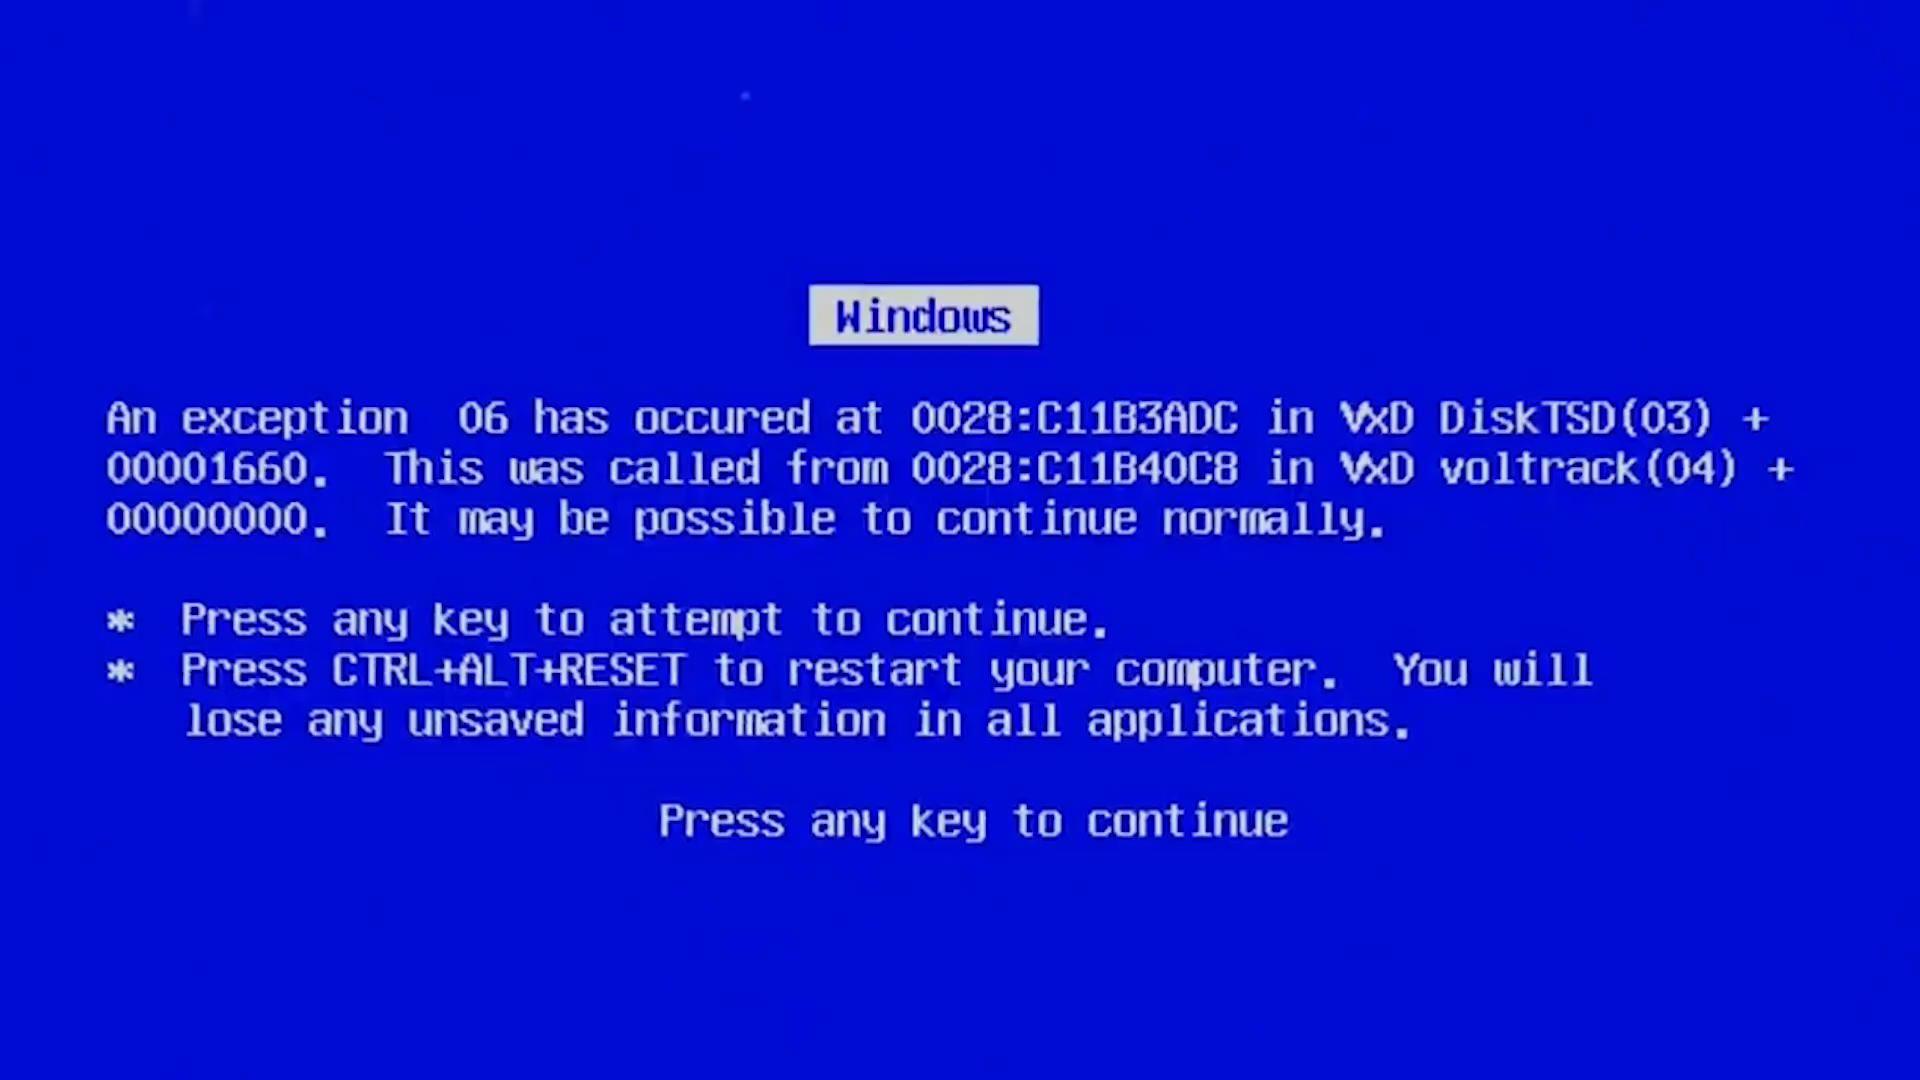 Windows
An exception  06 has occured at 0028:C11B3ADC in VxD DiskTSD(03) +
00001660.  This was called from 0028:C11B40C8 in VxD voltrack(04) +
00000000.  It may be possible to continue normally.
*  Press any key to attempt to continue.
*  Press CTRL+ALT+RESET to restart your computer.  You will
lose any unsaved information in all applications.
Press any key to continue